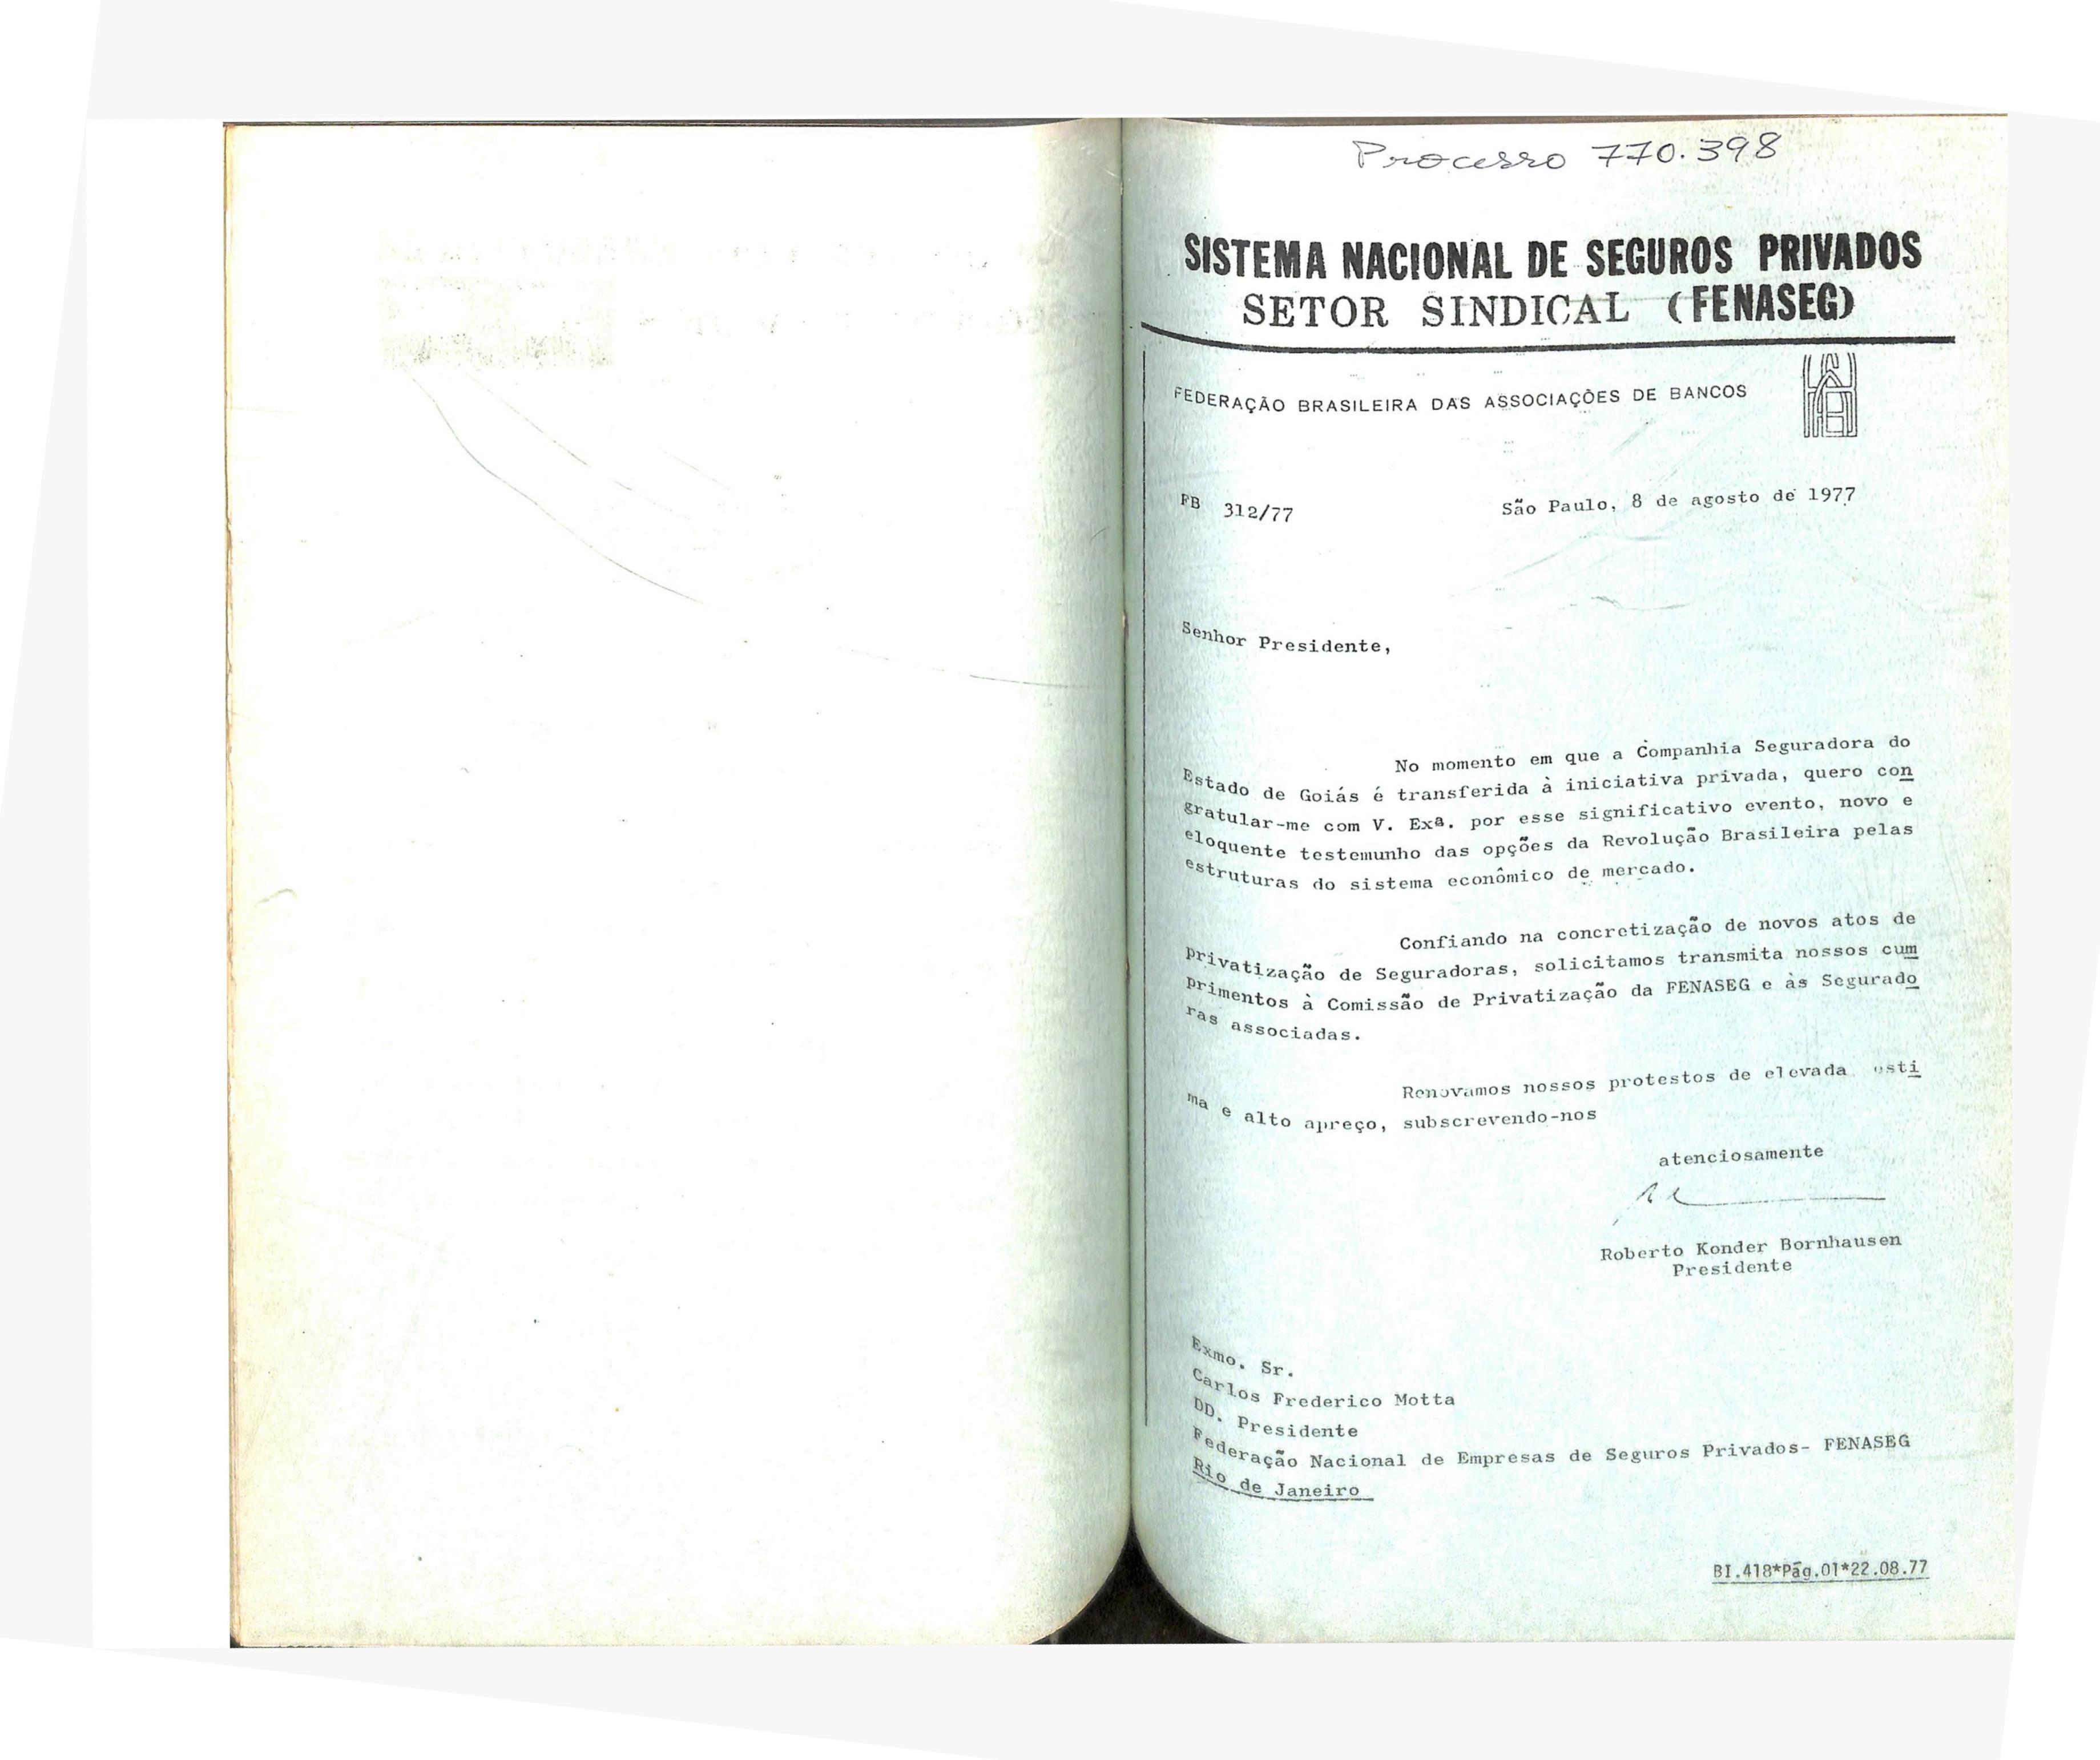 Processo 770.398
SISTEMA NACIONAL DE SEGUROS PRIVADOS
SETOR SINDICAL (FENASEG)
FEDERAÇÃO BRASILEIRA DAS ASSOCIAÇÕES DE BANCOS
FB 312/77 São Paulo, 8 de agosto de 1977
Senhor Presidente,
No momento em que a Companhia Seguradora do
Estado de Goiás é transferida à iniciativa privada, quero con
gratular-me com V. Exª. por esse significativo evento, novo e
eloquente testemunho das opções da Revolução Brasileira pelas
estruturas do sistema econômico de mercado.
Confiando na concretização de novos atos de
privatização de Seguradoras, solicitamos transmita nossos cum
primentos à Comissão de Privatização da FENASEG e às Segurado
ras associadas.
Renovamos nossos protestos de elevada esti
ma e alto apreço, subscrevendo-nos
atenciosamente
Roberto Konder Bornhausen
Presidente
Exmo. Sr.
Carlos Frederico Motta
DD. Presidente
Federação Nacional de Empresas de Seguros Privados- FENASEG
Rio de Janeiro
BI.418*Pág.01*22.08.77